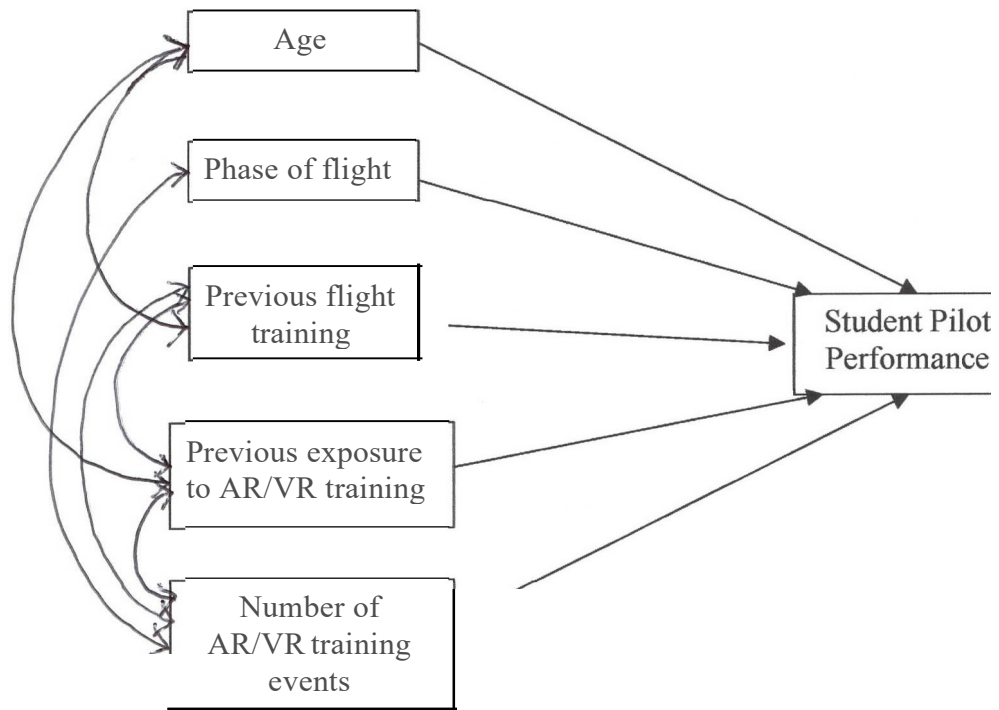 Age
Phase of flight
Previous flight
training
Student Pilot
Performance
Previous exposure
to AR/VR training
Number of
AR/VR training
events